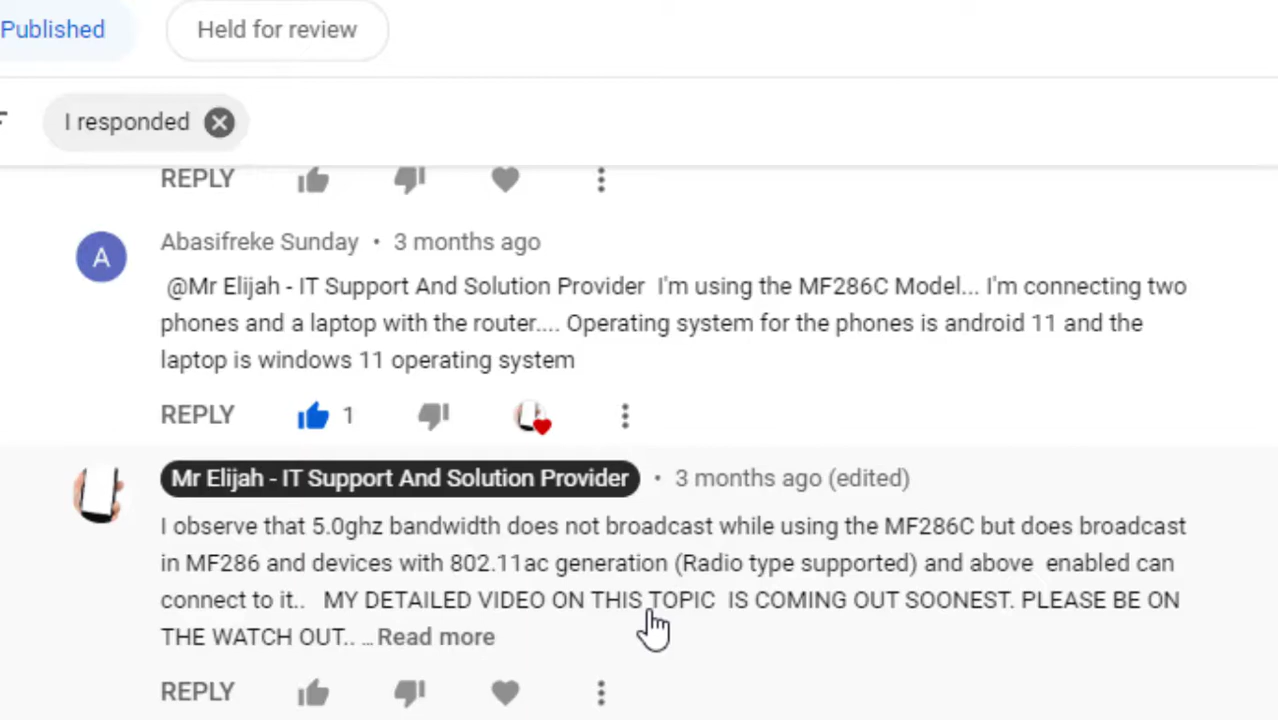 Published
Held for review
I responded
REPLY
Abasifreke Sunday • 3 months ago
A
@Mr Elijah - IT Support And Solution Provider I'm using the MF286C Model... I'm connecting two
phones and a laptop with the router.... Operating system for the phones is android 11 and the
laptop is windows 11 operating system
REPLY 1
Mr Elijah - IT Support And Solution Provider • 3 months ago (edited)
I observe that 5.0ghz bandwidth does not broadcast while using the MF286C but does broadcast
in MF286 and devices with 802.11ac generation (Radio type supported) and above enabled can
connect to it.. MY DETAILED VIDEO ON THIS TOPIC IS COMING OUT SOONEST. PLEASE BE ON
THE WATCH OUT.. ... Read more
REPLY